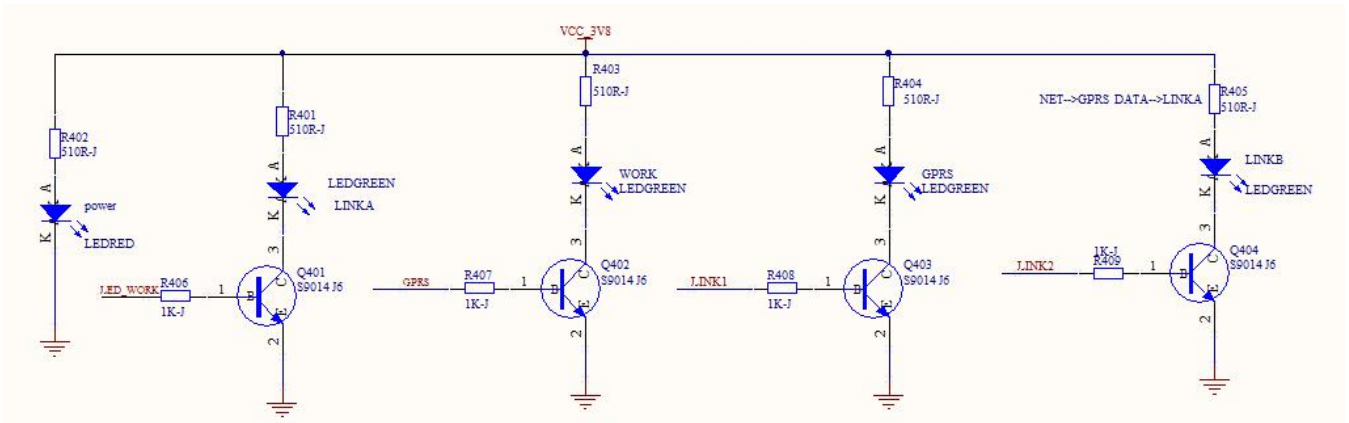 VCC_3V8
R402
510R-J
A
power
K
LEDRED
R401
510R-J
A
LEDGREEN
LINKA
K
3
Q401
S9014 J6
C
LED_WORK
R406
1K-J
1
B
E
2
R403
510R-J
A
WORK
LEDGREEN
K
3
Q402
S9014 J6
C
GPRS
R407
1K-J
1
B
E
2
R404
510R-J
A
GPRS
LEDGREEN
K
3
Q403
S9014 J6
C
LINK1
R408
1K-J
1
B
E
2
NET-->GPRS DATA-->LINKA
R405
510R-J
A
LINKB
LEDGREEN
K
3
Q404
S9014 J6
C
LINK2
1K-J
R409
1
B
E
2